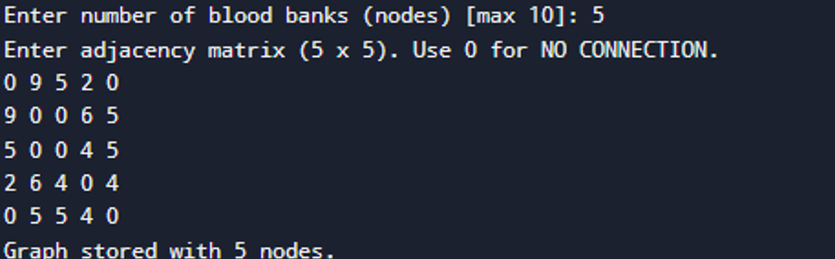 Enter number of blood banks (nodes) [max 10]: 5
Enter adjacency matrix (5 x 5). Use 0 for NO CONNECTION.
0 9 5 2 0
9 0 0 6 5
5 0 0 4 5
2 6 4 0 4
0 5 5 4 0
Graph stored with 5 nodes.